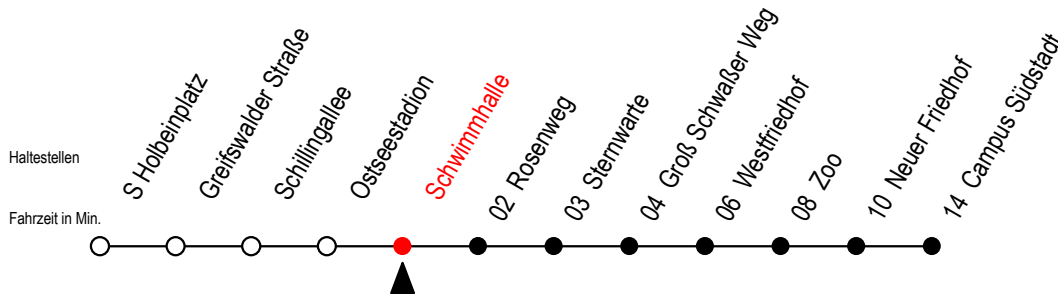 Haltestellen
Fahrzeit in Min.
S Holbeinplatz
Greifswalder Straße
Schillingallee
Ostseestadion
Schwimmhalle
02 Rosenweg
03 Sternwarte
04 Groß Schwaßer Weg
06 Westfriedhof
08 Zoo
10 Neuer Friedhof
14 Campus Südstadt